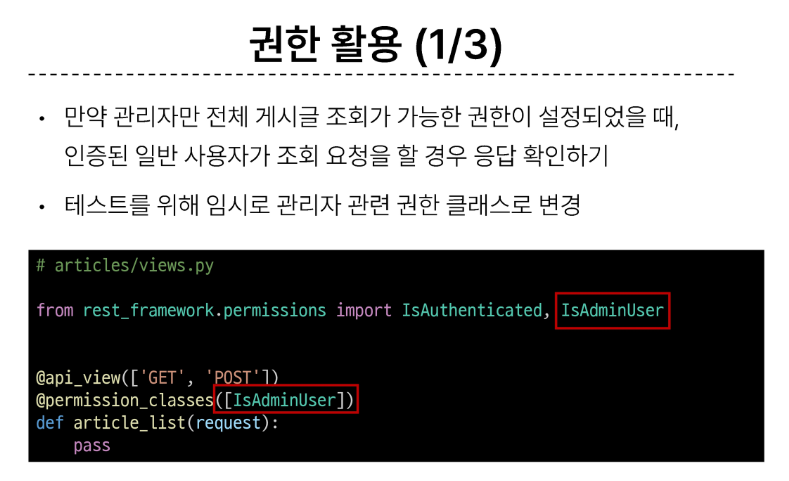 권한 활용 (1/3)
• 만약 관리자만 전체 게시글 조회가 가능한 권한이 설정되었을 때,
인증된 일반 사용자가 조회 요청을 할 경우 응답 확인하기
• 테스트를 위해 임시로 관리자 관련 권한 클래스로 변경
# articles/views.py
from rest_framework.permissions import IsAuthenticated, IsAdminUser
@api_view(['GET', 'POST'])
@permission_classes([IsAdminUser])
def article_list(request):
    pass